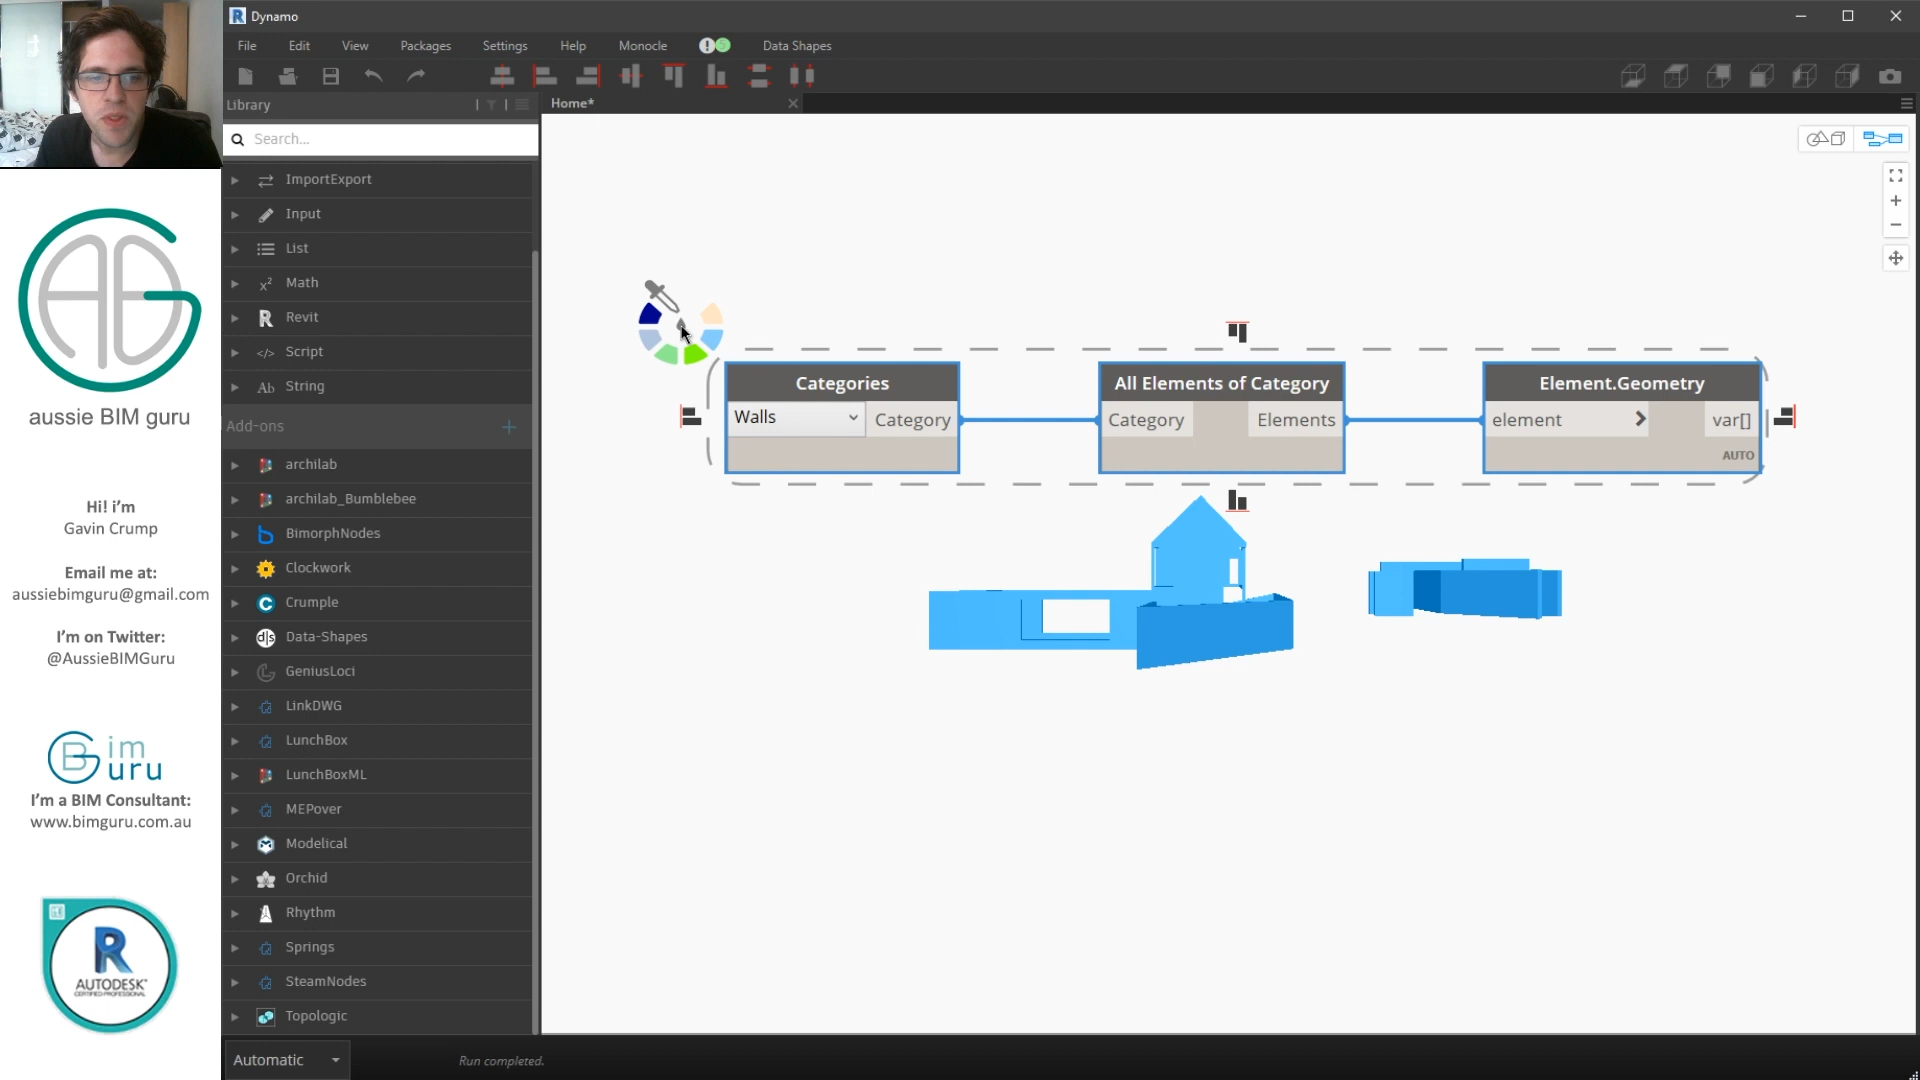 Dynamo
File Edit View Packages Settings Help Monocle Data Shapes
Library
Home*
Search...
ImportExport
Input
List
Math
Revit
Script
String
Add-ons
archilab
archilab_Bumblebee
BimorphNodes
Clockwork
Crumple
Data-Shapes
GeniusLoci
LinkDWG
LunchBox
LunchBoxML
MEPover
Modelical
Orchid
Rhythm
Springs
SteamNodes
Topologic
Automatic
Run completed.
Categories
Walls
Category
All Elements of Category
Category Elements
Element.Geometry
element var[]
AUTO
aussie BIM guru
Hi! i'm
Gavin Crump
Email me at:
aussiebimguru@gmail.com
I'm on Twitter:
@AussieBIMGuru
Bim
Guru
I'm a BIM Consultant:
www.bimguru.com.au
R
AUTODESK
CERTIFIED PROFESSIONAL